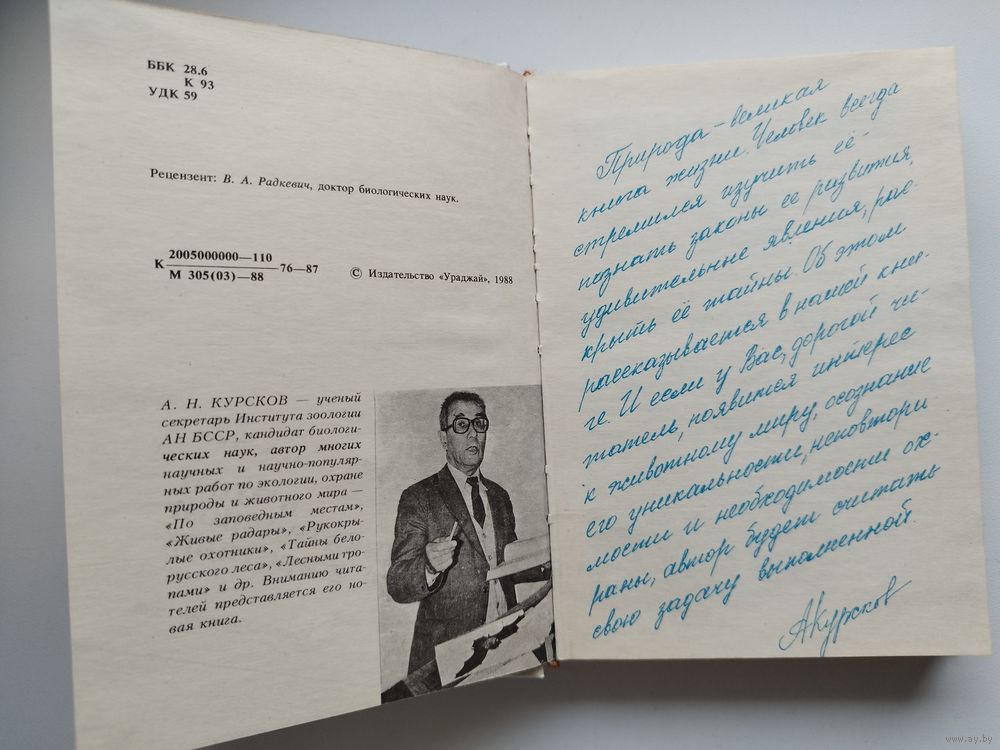 ББК 28.6
К 93
УДК 59
Рецензент: В. А. Радкевич, доктор биологических наук.
К 2005000000—110 76—87
М 305(03)—88
© Издательство «Ураджай», 1988
А. Н. КУРСКОВ — ученый
секретарь Института зоологии
АН БССР, кандидат биологи-
ческих наук, автор многих
научных и научно-популяр-
ных работ по экологии, охране
природы и животного мира —
«По заповедным местам»,
«Живые радары», «Рукокры-
лые охотники», «Тайны бело-
русского леса», «Лесными тро-
пами» и др. Вниманию чита-
телей представляется его но-
вая книга.
Природа — великая
книга жизни. Человек всегда
стремился изучить её —
познать законы её развития,
удивительные явления, рас-
крыть её тайны. Об этом
рассказывается в нашей кни-
ге. И если у Вас, дорогой чи-
татель, появится интерес
к животному миру, осознание
его уникальности, неповтори
мости и необходимости ох-
раны, автор будет считать
свою задачу выполненной.
АКурсков
www.ay.by